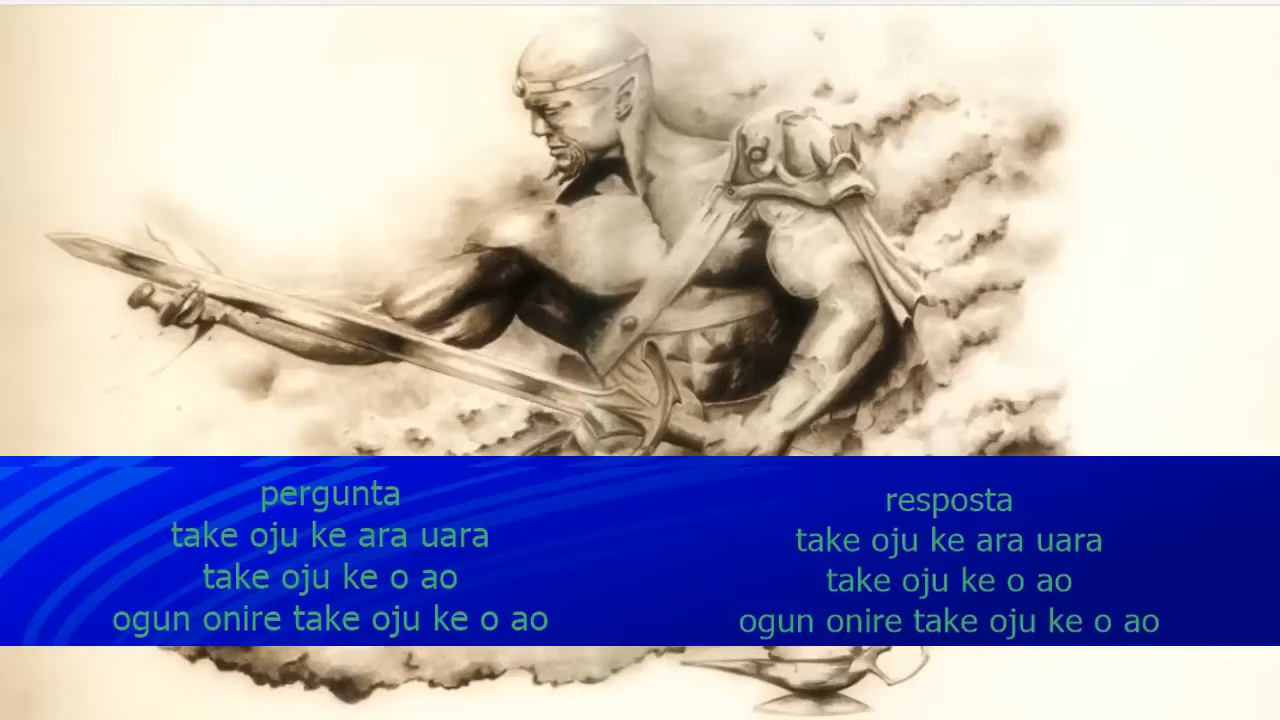 pergunta
take oju ke ara uara
take oju ke o ao
ogun onire take oju ke o ao
resposta
take oju ke ara uara
take oju ke o ao
ogun onire take oju ke o ao